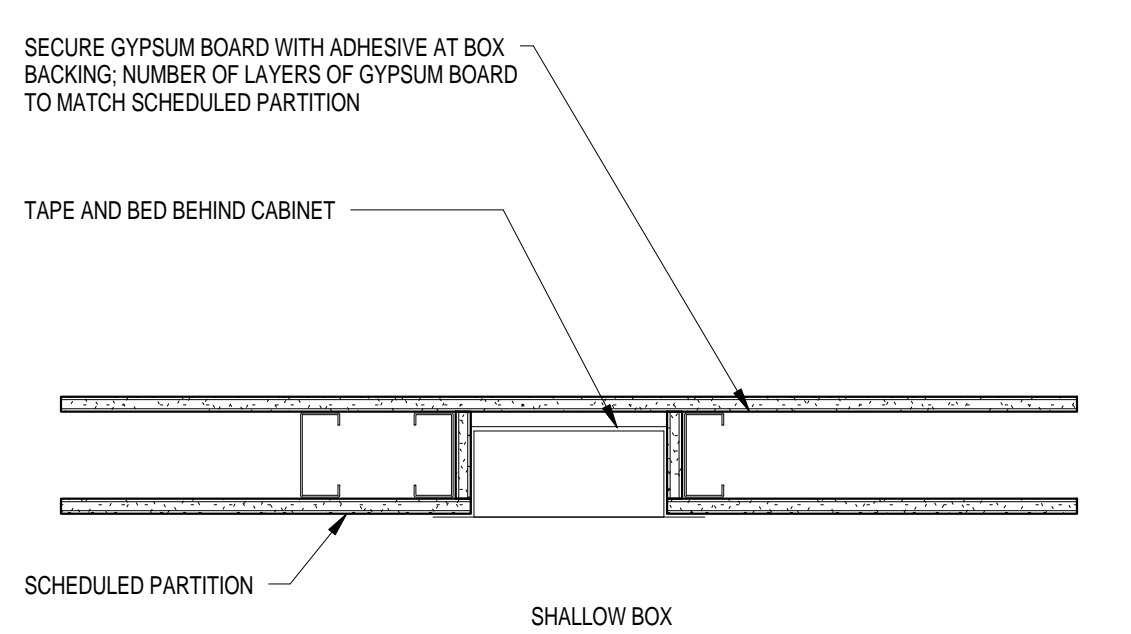 SECURE GYPSUM BOARD WITH ADHESIVE AT BOX
BACKING; NUMBER OF LAYERS OF GYPSUM BOARD
TO MATCH SCHEDULED PARTITION
TAPE AND BED BEHIND CABINET
SCHEDULED PARTITION
SHALLOW BOX